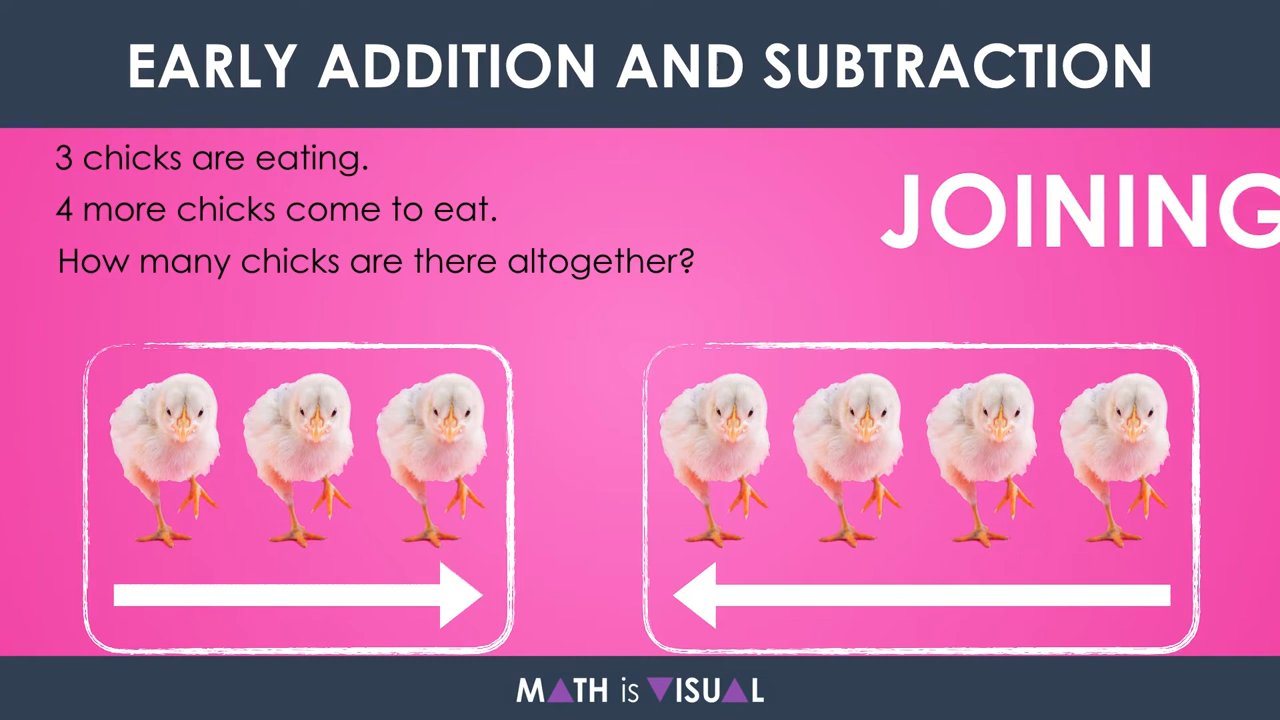 EARLY ADDITION AND SUBTRACTION
3 chicks are eating.
4 more chicks come to eat.
How many chicks are there altogether?
JOINING
MATH is VISUAL